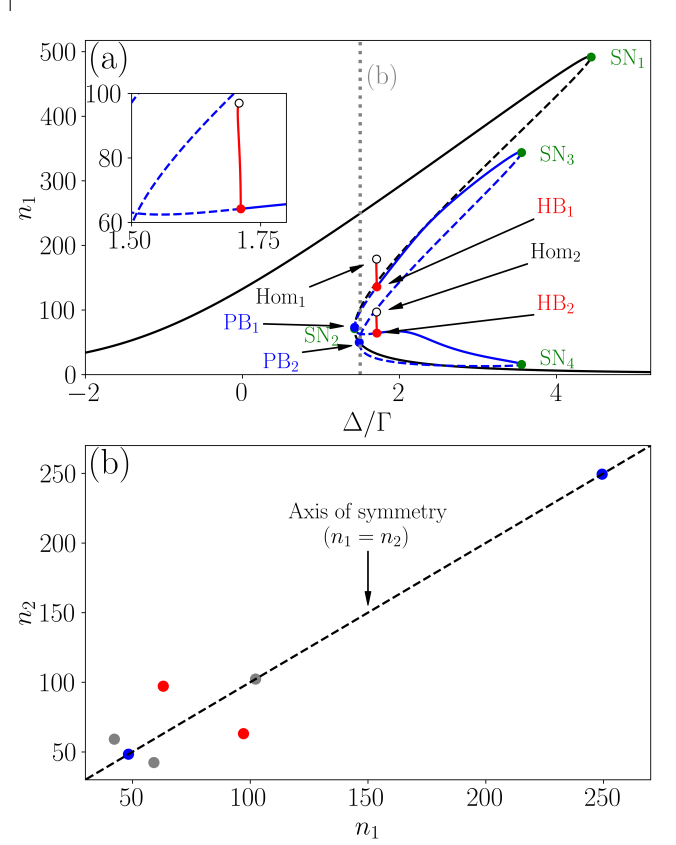 (a)
(b)
SN₁
SN₃
HB₁
Hom₂
HB₂
SN₄
Hom₁
PB₁
SN₂
PB₂
500
400
300
200
100
0
n₁
100
80
60
1.50
1.75
−2
0
2
4
Δ/Γ
(b)
Axis of symmetry
(n₁ = n₂)
250
200
150
100
50
n₂
50
100
150
200
250
n₁